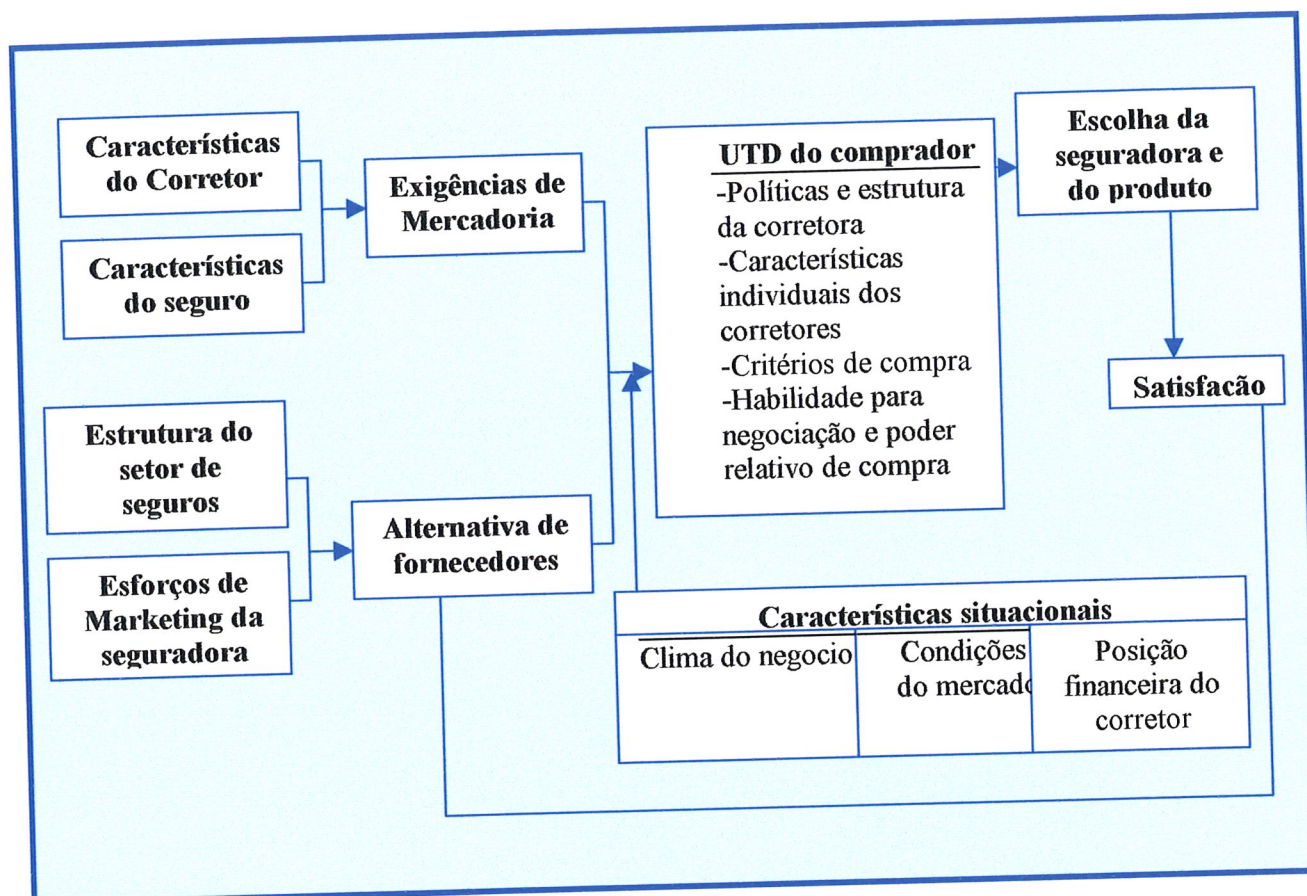 Características
do Corretor
Características
do seguro
Exigências de
Mercadoria
Estrutura do
setor de
seguros
Esforços de
Marketing da
seguradora
Alternativa de
fornecedores
UTD do comprador
-Políticas e estrutura
da corretora
-Características
individuais dos
corretores
-Critérios de compra
-Habilidade para
negociação e poder
relativo de compra
Escolha da
seguradora e
do produto
Satisfacão
Características situacionais
Clima do negocio
Condições
do mercado
Posição
financeira do
corretor